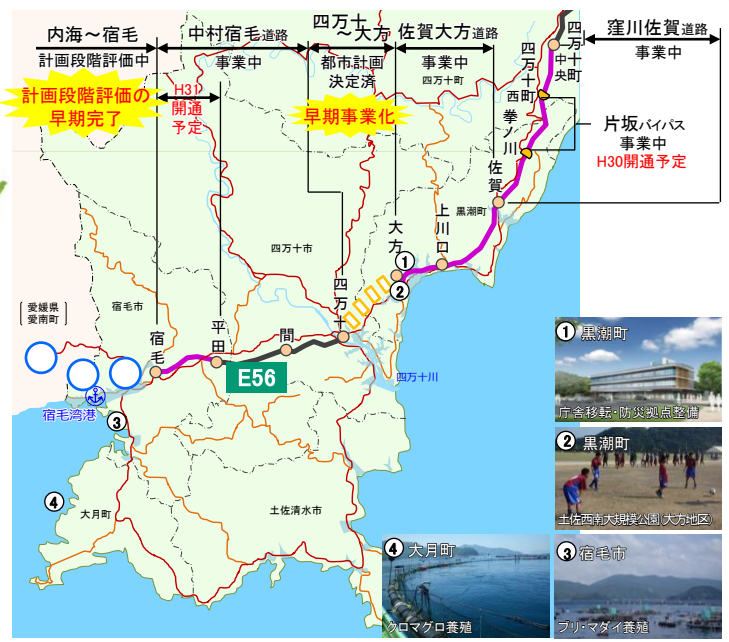 内海～宿毛
計画段階評価中
計画段階評価の
早期完了
中村宿毛道路
事業中
H31
開通
予定
四万十
～大方
都市計画
決定済
早期事業化
佐賀大方道路
事業中
四万十町
窪川佐賀道路
事業中
四万十町中央
四万十町西
拳ノ川
片坂バイパス
事業中
H30開通予定
佐賀
黒潮町
上川口
大方
①
②
四万十市
四万十
間
平田
宿毛
宿毛市
愛媛県
愛南町
E56
四万十川
宿毛湾港
③
④
大月町
土佐清水市
① 黒潮町
庁舎移転・防災拠点整備
② 黒潮町
土佐西南大規模公園(大方地区)
④ 大月町
クロマグロ養殖
③ 宿毛市
ブリ・マダイ養殖